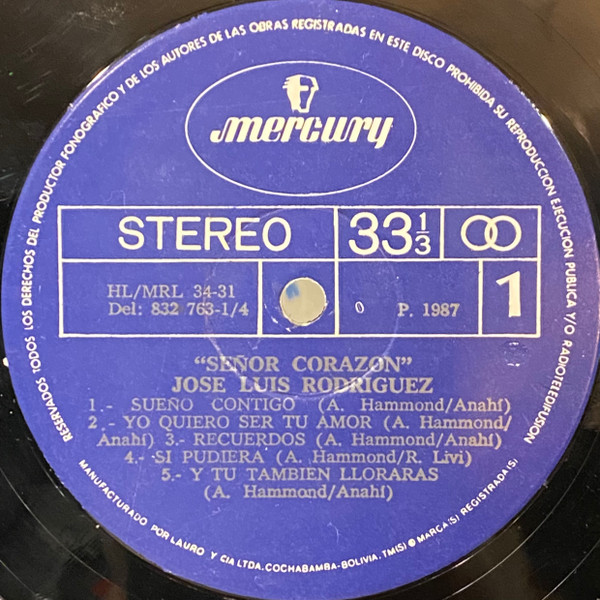 RESERVADOS TODOS LOS DERECHOS DEL PRODUCTOR FONOGRAFICO Y DE LOS AUTORES DE LAS OBRAS REGISTRADAS EN ESTE DISCO PROHIBIDA SU REPRODUCCION EJECUCION PUBLICA Y/O RADIOTELEDIFUSION
mercury
STEREO 33 1/3
HL/MRL 34-31
Del: 832 763-1/4 0 P. 1987 1
"SEÑOR CORAZON"
JOSE LUIS RODRIGUEZ
1.- SUEÑO CONTIGO (A. Hammond/Anahí)
2.- YO QUIERO SER TU AMOR (A. Hammond/
Anahí) 3.- RECUERDOS (A. Hammond/Anahí)
4.- SI PUDIERA (A. Hammond/R. Livi)
5.- Y TU TAMBIEN LLORARAS
(A. Hammond/Anahí)
MANUFACTURADO POR LAURO Y CIA LTDA. COCHABAMBA-BOLIVIA. TM(S) ® MARCA(S) REGISTRADA(S)